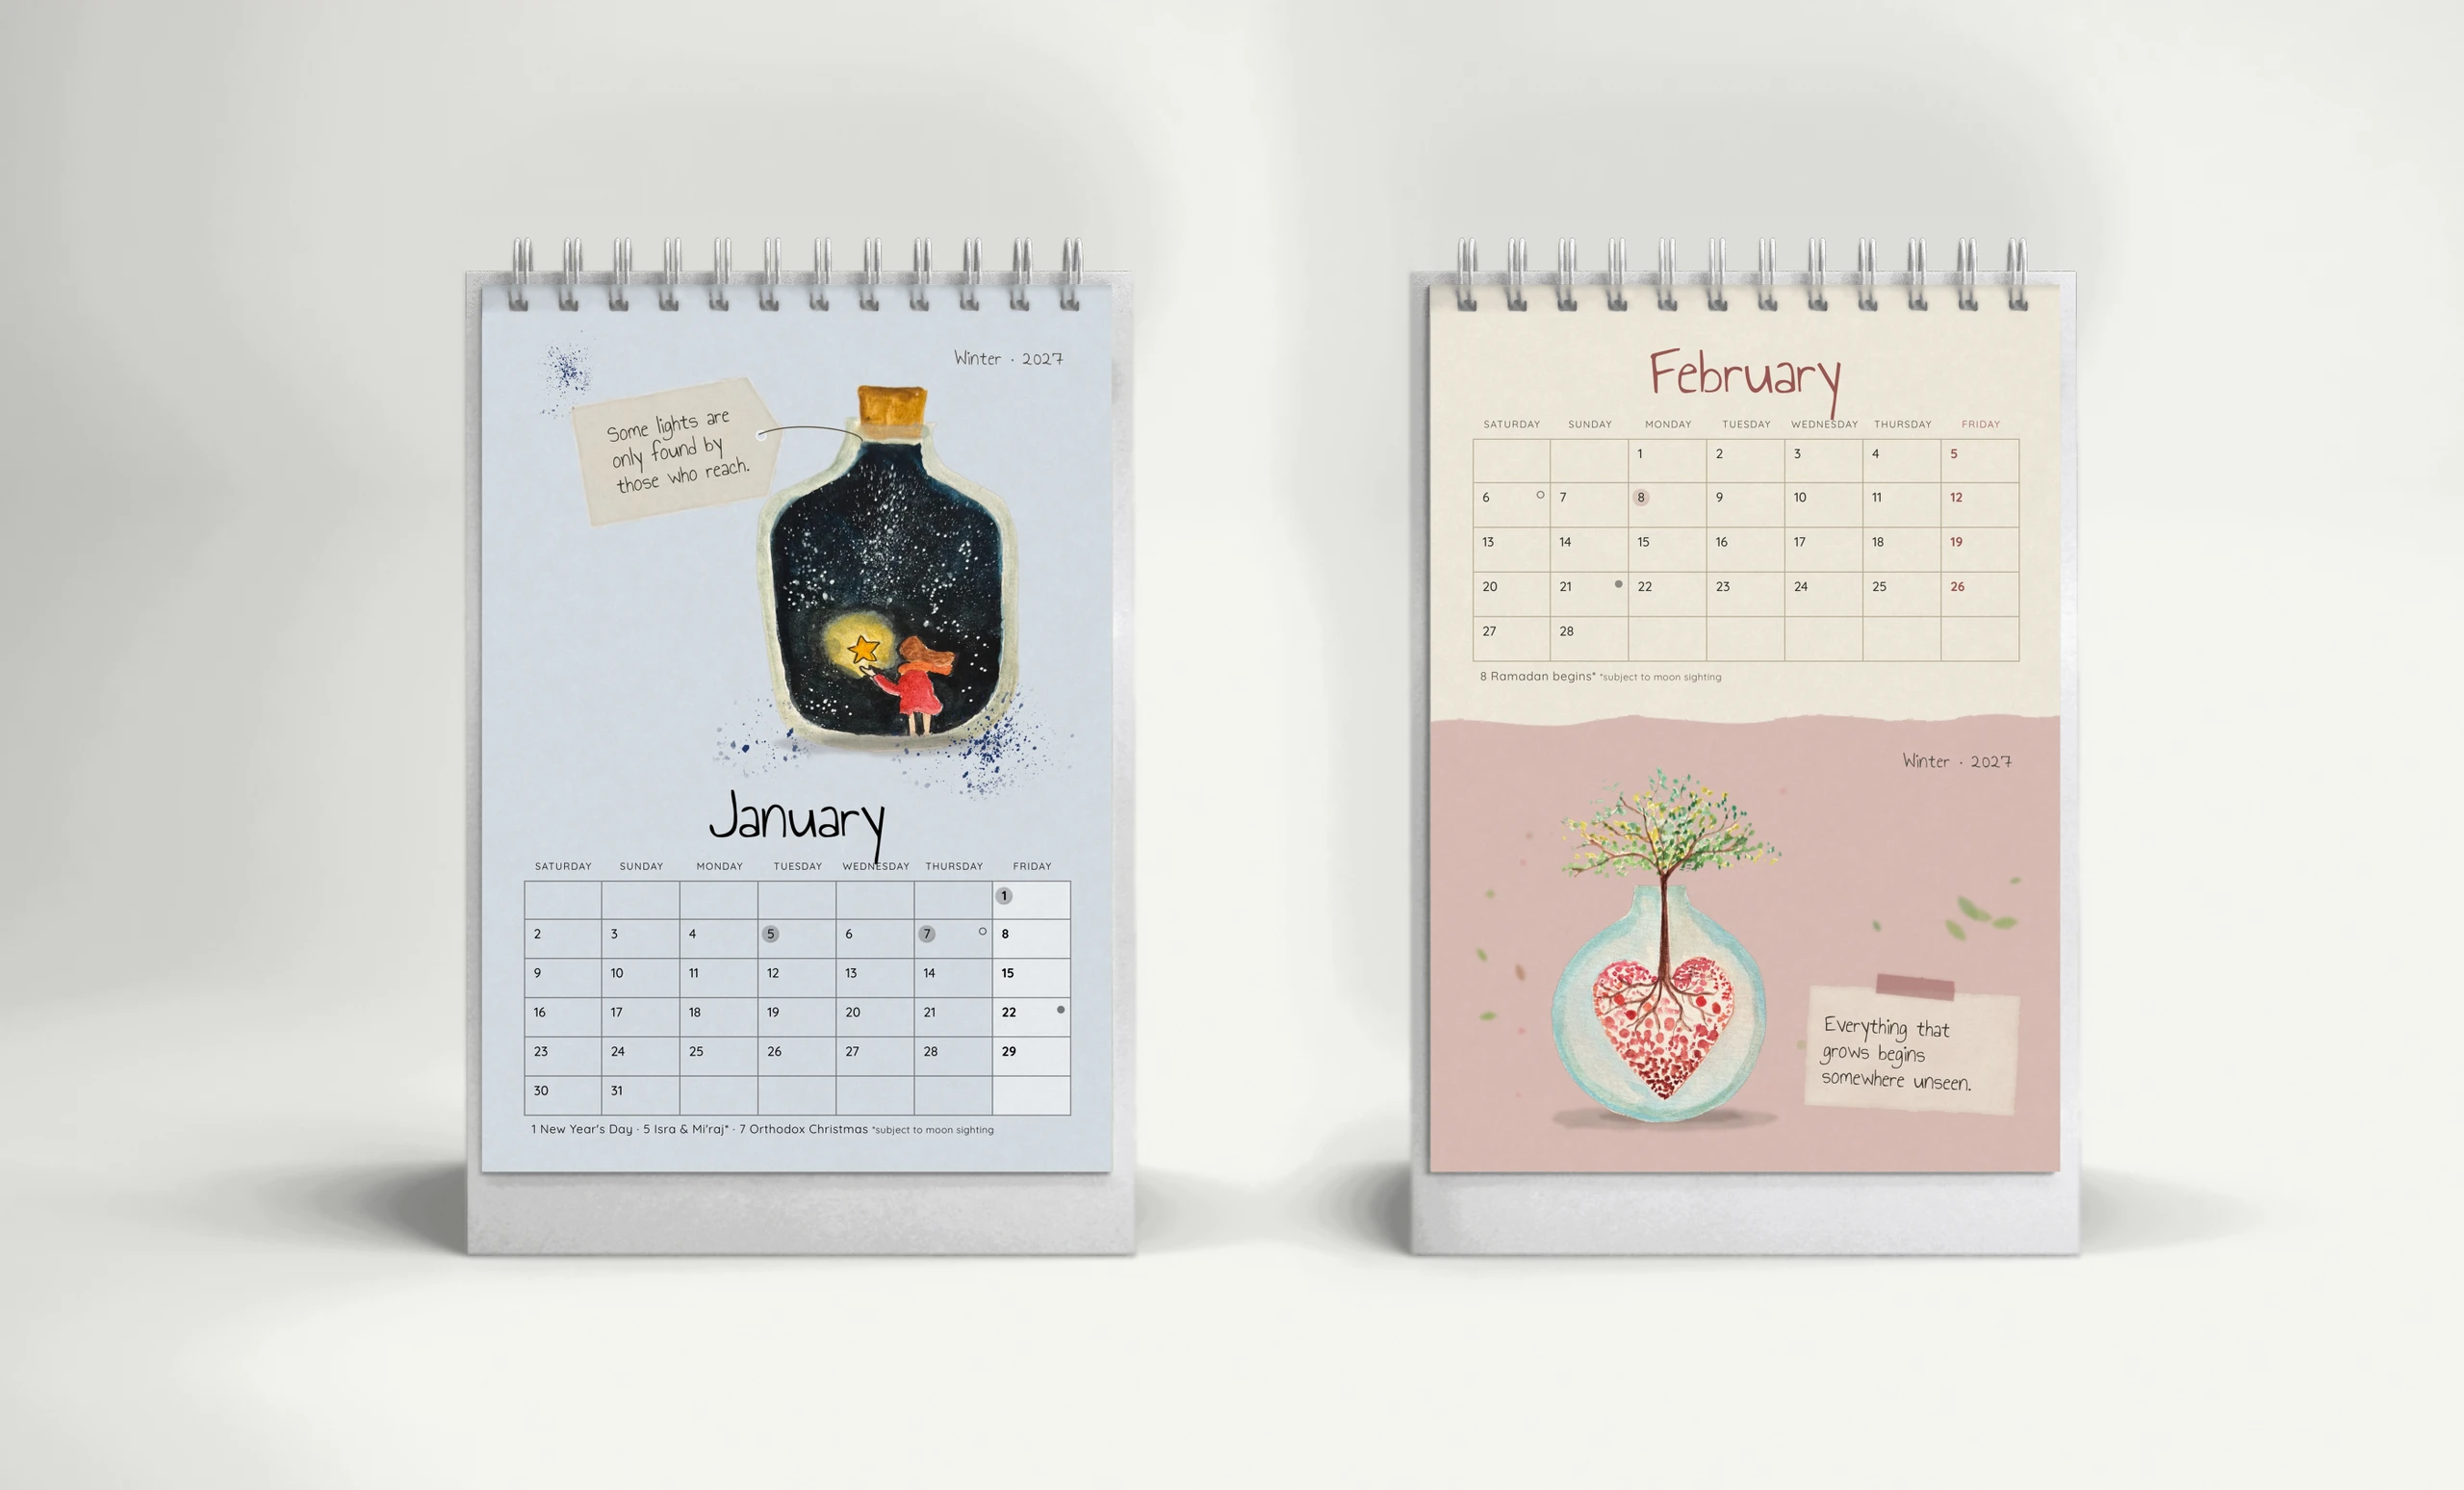 Winter · 2027
Some lights are
only found by
those who reach.
January
SATURDAY SUNDAY MONDAY TUESDAY WEDNESDAY THURSDAY FRIDAY
1
2 3 4 5 6 7 8
9 10 11 12 13 14 15
16 17 18 19 20 21 22
23 24 25 26 27 28 29
30 31
1 New Year's Day · 5 Isra & Mi'raj* · 7 Orthodox Christmas *subject to moon sighting
February
SATURDAY SUNDAY MONDAY TUESDAY WEDNESDAY THURSDAY FRIDAY
1 2 3 4 5
6 7 8 9 10 11 12
13 14 15 16 17 18 19
20 21 22 23 24 25 26
27 28
8 Ramadan begins* *subject to moon sighting
Winter · 2027
Everything that
grows begins
somewhere unseen.